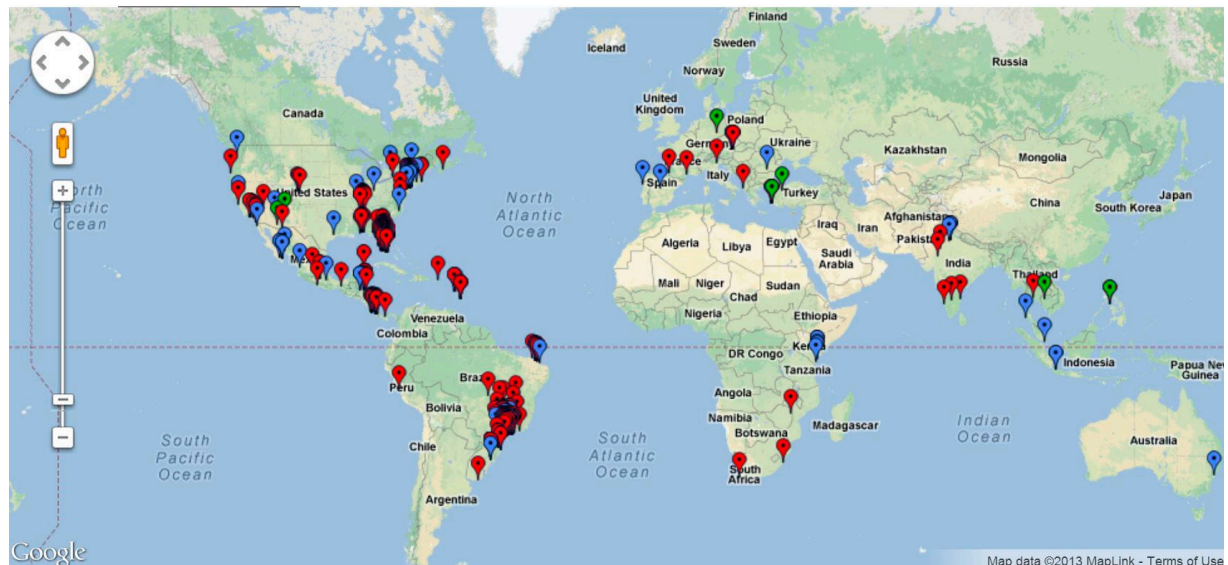 Finland
Iceland
Sweden
Russia
Norway
Canada
United
Kingdom
Poland
Ukraine
Kazakhstan
Mongolia
Italy
Spain
Turkey
United States
North
Pacific
Ocean
North
Atlantic
Ocean
Japan
South Korea
China
Afghanistan
Iraq
Iran
Pakist
Algeria
Libya
Egypt
Saudi
Arabia
India
Mali
Niger
Sudan
Chad
Thailand
Nigeria
Ethiopia
Venezuela
Colombia
DR Congo
Tanzania
Indonesia
Papua New
Guinea
Peru
Braz
Angola
Bolivia
Namibia
Botswana
Madagascar
South
Pacific
Ocean
Chile
South
Atlantic
Ocean
Indian
Ocean
Australia
South
Africa
Argentina
Google
Map data ©2013 MapLink - Terms of Use